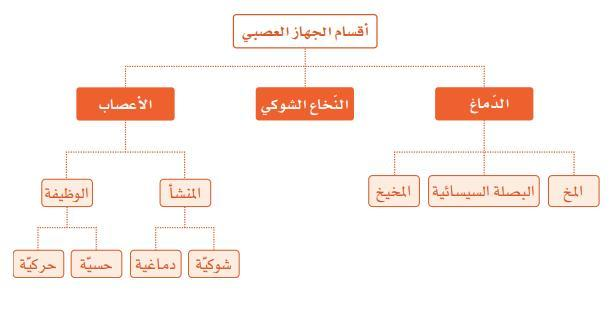 أقسام الجهاز العصبي
الدّماغ
النّخاع الشوكي
الأعصاب
المخ
البصلة السيسائية
المخيخ
المنشأ
الوظيفة
شوكيّة
دماغية
حسيّة
حركيّة